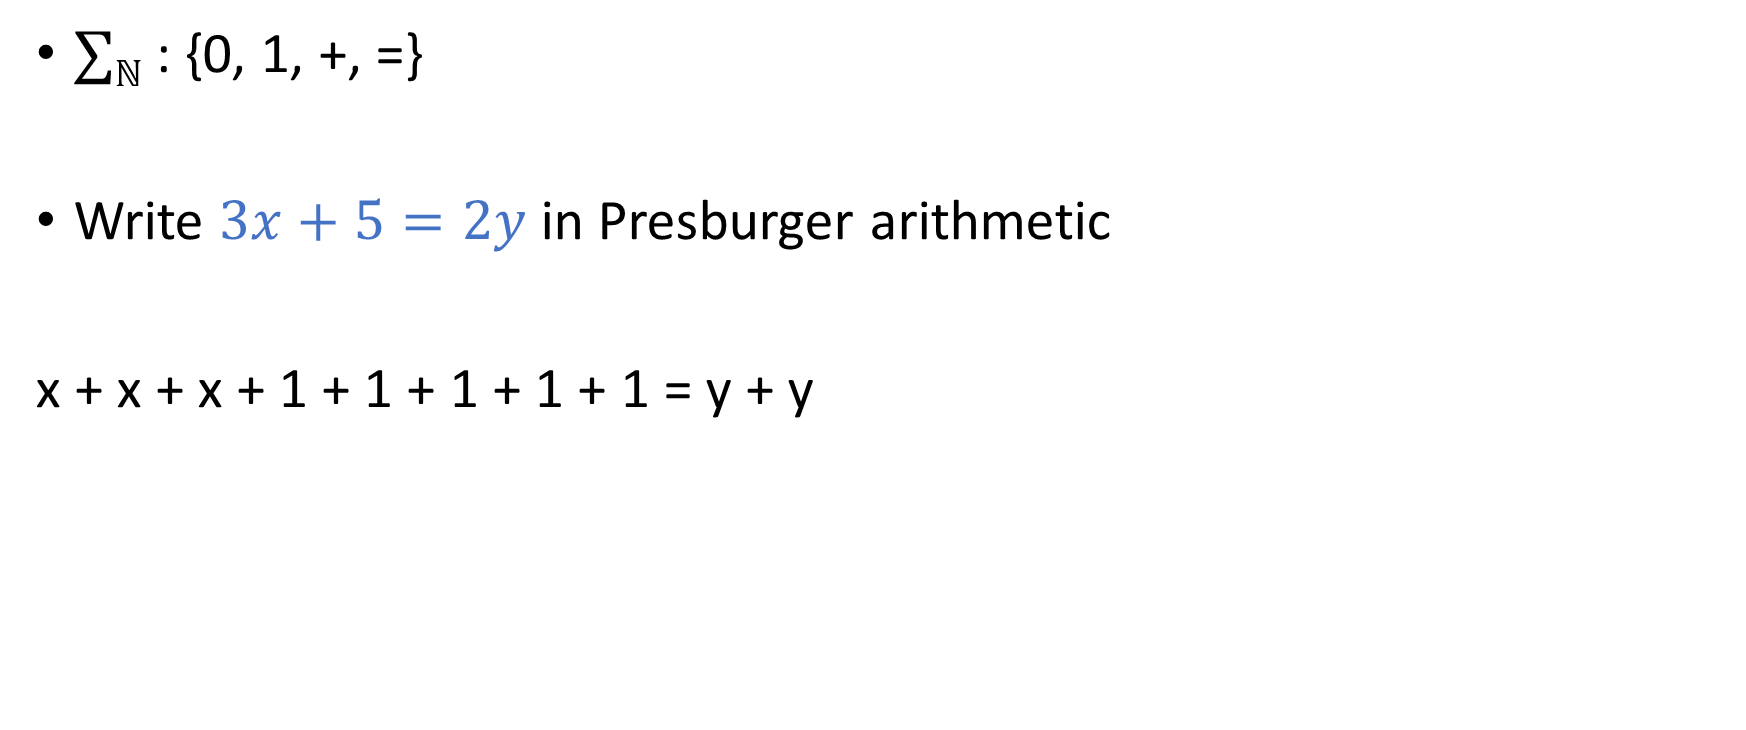 • ∑ℕ : {0, 1, +, =}
• Write 3x + 5 = 2y in Presburger arithmetic
x + x + x + 1 + 1 + 1 + 1 + 1 = y + y